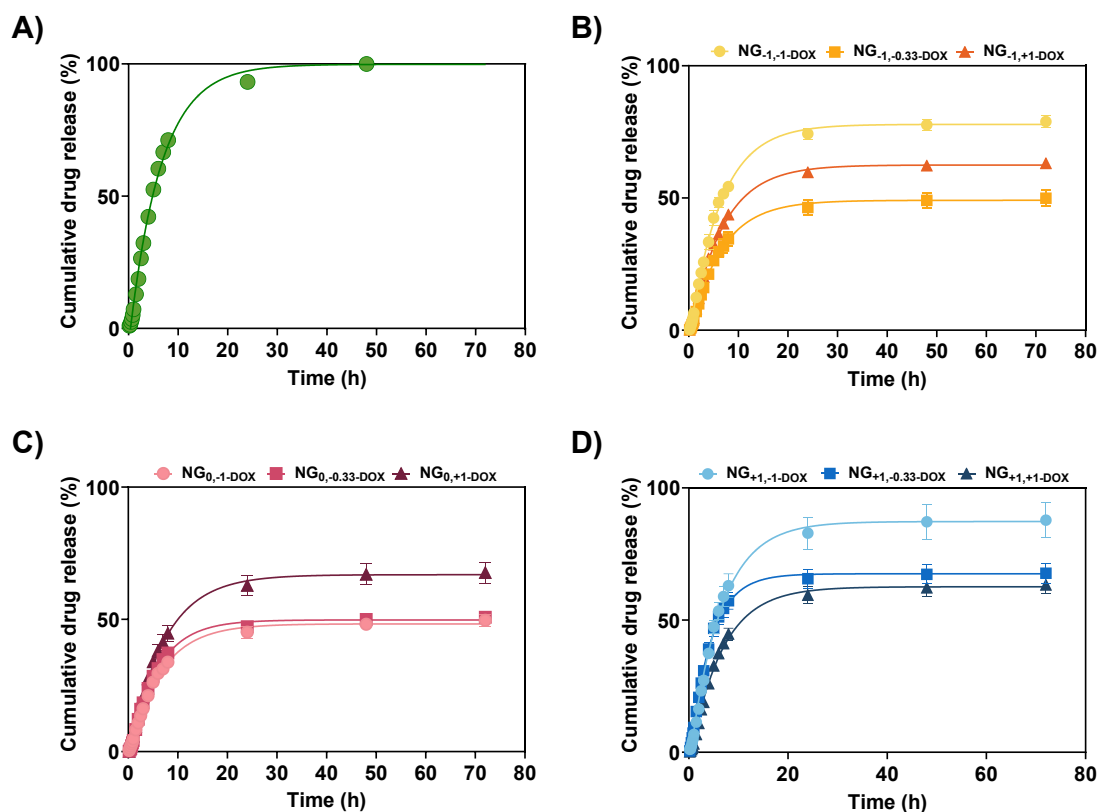 A)
Cumulative drug release (%)
100
50
0
0 10 20 30 40 50 60 70 80
Time (h)
B)
NG-1,-1-DOX NG-1,-0.33-DOX NG-1,+1-DOX
Cumulative drug release (%)
100
50
0
0 10 20 30 40 50 60 70 80
Time (h)
C)
NG0,-1-DOX NG0,-0.33-DOX NG0,+1-DOX
Cumulative drug release (%)
100
50
0
0 10 20 30 40 50 60 70 80
Time (h)
D)
NG+1,-1-DOX NG+1,-0.33-DOX NG+1,+1-DOX
Cumulative drug release (%)
100
50
0
0 10 20 30 40 50 60 70 80
Time (h)